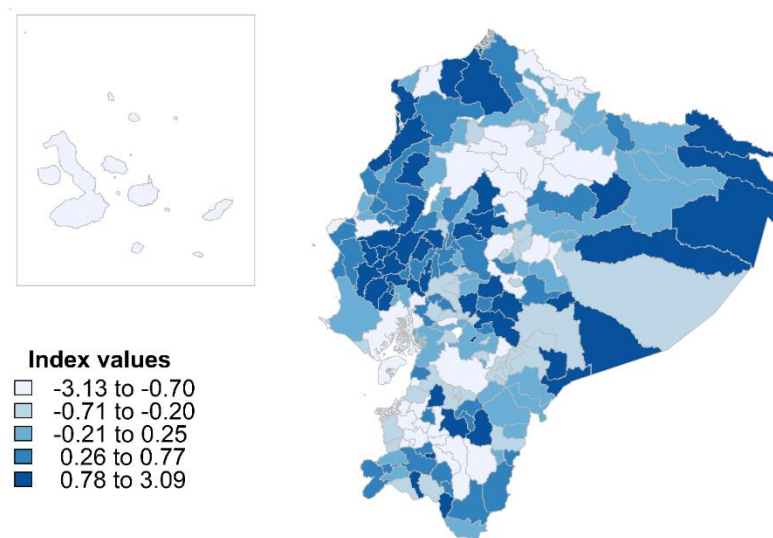 Index values
-3.13 to -0.70
-0.71 to -0.20
-0.21 to 0.25
0.26 to 0.77
0.78 to 3.09